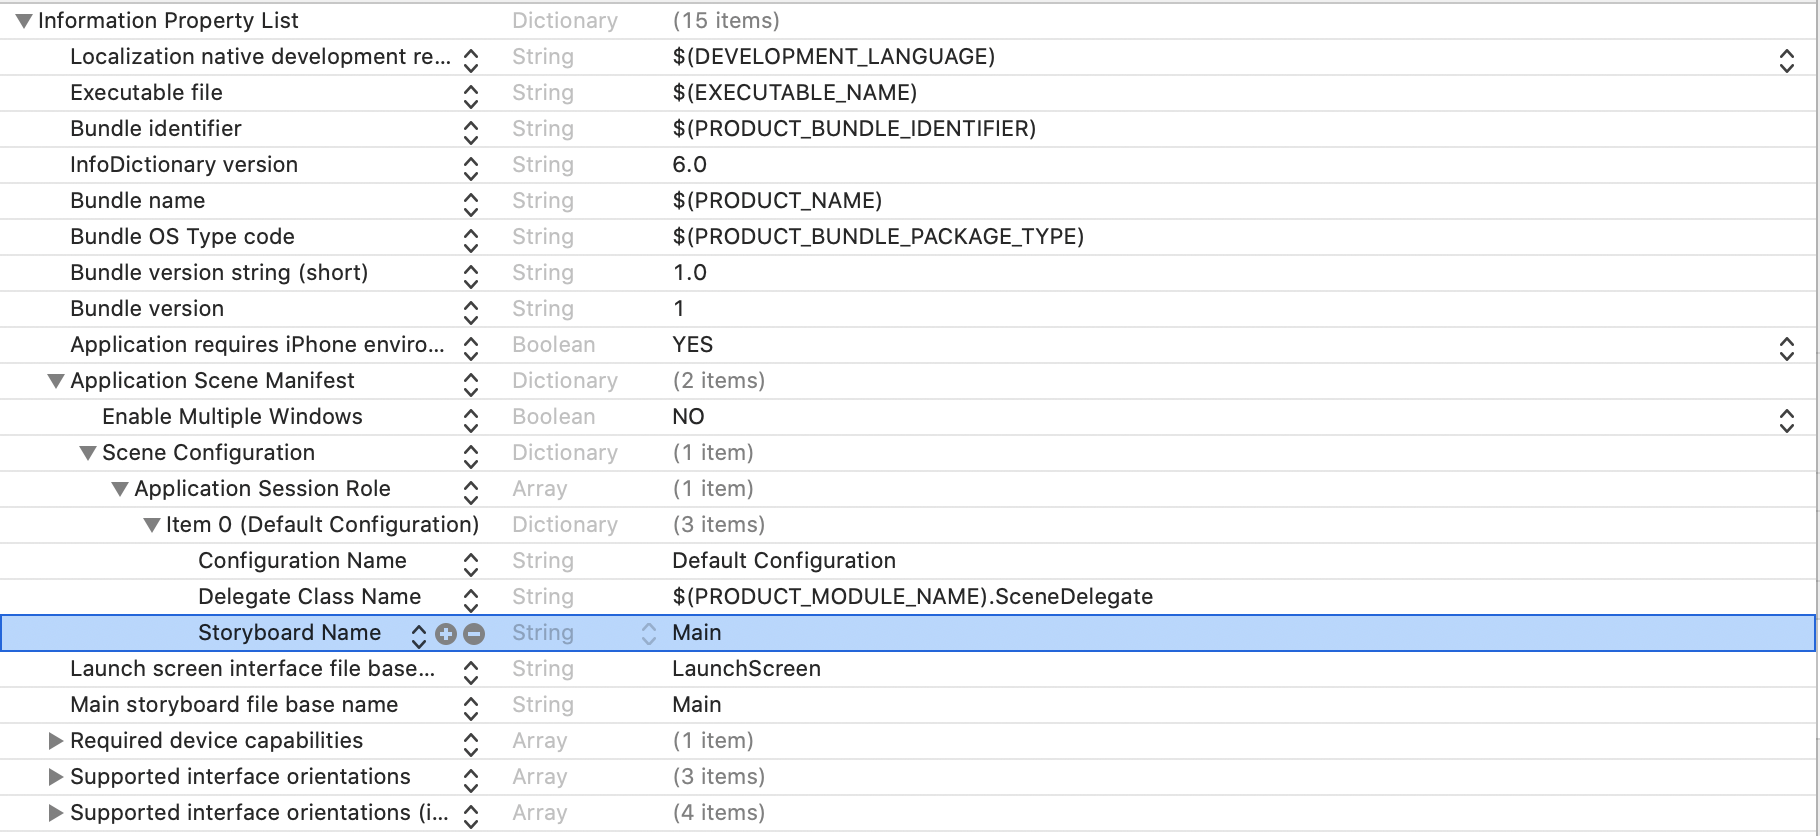 Information Property List Dictionary (15 items)
Localization native development re... String $(DEVELOPMENT_LANGUAGE)
Executable file String $(EXECUTABLE_NAME)
Bundle identifier String $(PRODUCT_BUNDLE_IDENTIFIER)
InfoDictionary version String 6.0
Bundle name String $(PRODUCT_NAME)
Bundle OS Type code String $(PRODUCT_BUNDLE_PACKAGE_TYPE)
Bundle version string (short) String 1.0
Bundle version String 1
Application requires iPhone enviro... Boolean YES
Application Scene Manifest Dictionary (2 items)
Enable Multiple Windows Boolean NO
Scene Configuration Dictionary (1 item)
Application Session Role Array (1 item)
Item 0 (Default Configuration) Dictionary (3 items)
Configuration Name String Default Configuration
Delegate Class Name String $(PRODUCT_MODULE_NAME).SceneDelegate
Storyboard Name String Main
Launch screen interface file base... String LaunchScreen
Main storyboard file base name String Main
Required device capabilities Array (1 item)
Supported interface orientations Array (3 items)
Supported interface orientations (i... Array (4 items)